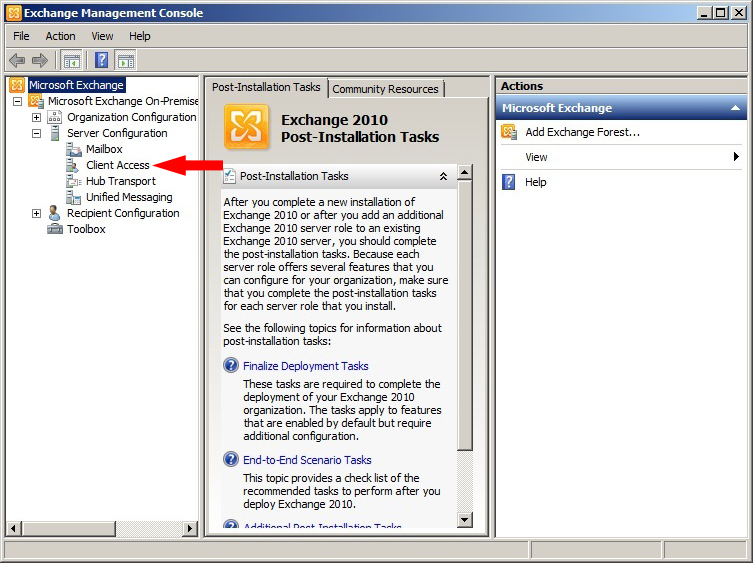 Exchange Management Console
File Action View Help
Microsoft Exchange
Microsoft Exchange On-Premise
Organization Configuration
Server Configuration
Mailbox
Client Access
Hub Transport
Unified Messaging
Recipient Configuration
Toolbox
Post-Installation Tasks Community Resources
Exchange 2010
Post-Installation Tasks
Post-Installation Tasks
After you complete a new installation of
Exchange 2010 or after you add an additional
Exchange 2010 server role to an existing
Exchange 2010 server, you should complete
the post-installation tasks. Because each
server role offers several features that you
can configure for your organization, make sure
that you complete the post-installation tasks
for each server role that you install.
See the following topics for information about
post-installation tasks:
Finalize Deployment Tasks
These tasks are required to complete the
deployment of your Exchange 2010
organization. The tasks apply to features
that are enabled by default but require
additional configuration.
End-to-End Scenario Tasks
This topic provides a check list of the
recommended tasks to perform after you
deploy Exchange 2010.
Additional Post-Installation Tasks
Actions
Microsoft Exchange
Add Exchange Forest...
View
Help